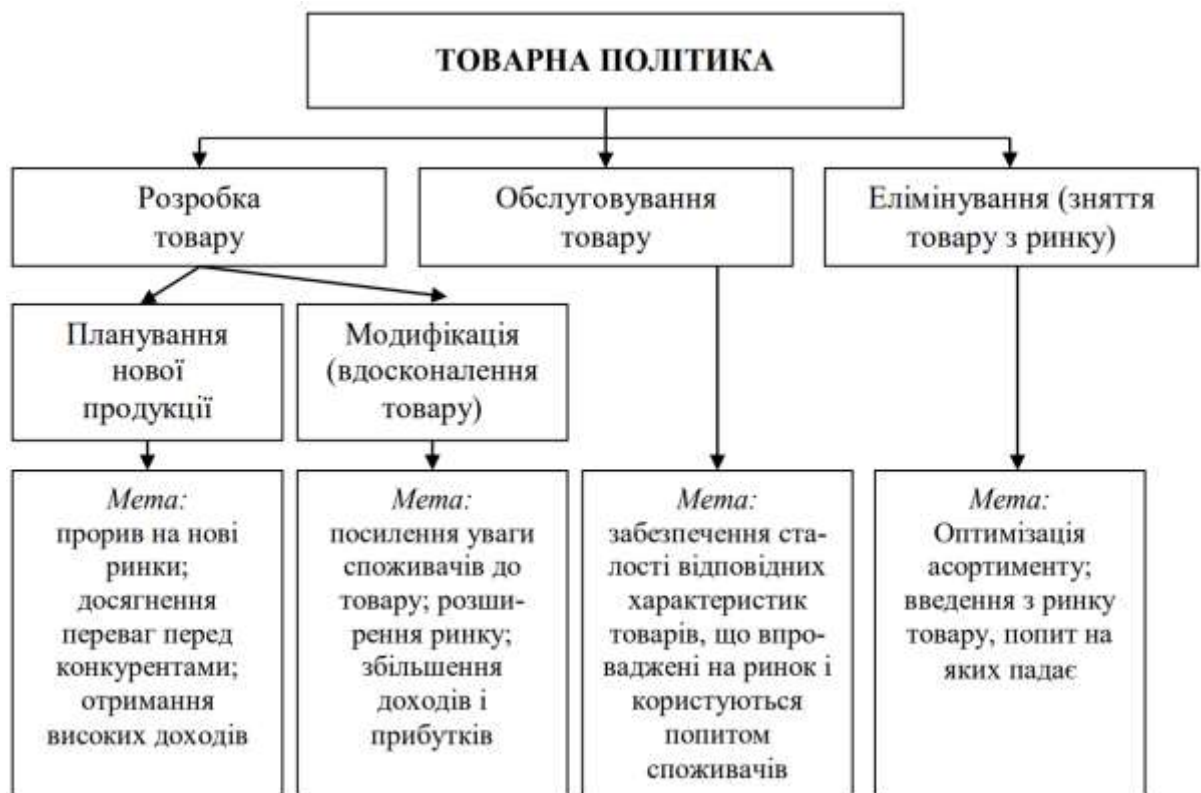 ТОВАРНА ПОЛІТИКА
Розробка
товару
Обслуговування
товару
Елімінування (зняття
товару з ринку)
Планування
нової
продукції
Модифікація
(вдосконалення
товару)
Мета:
прорив на нові
ринки;
досягнення
переваг перед
конкурентами;
отримання
високих доходів
Мета:
посилення уваги
споживачів до
товару; розши-
рення ринку;
збільшення
доходів і
прибутків
Мета:
забезпечення ста-
лості відповідних
характеристик
товарів, що впро-
ваджені на ринок і
користуються
попитом
споживачів
Мета:
Оптимізація
асортименту;
введення з ринку
товару, попит на
яких падає